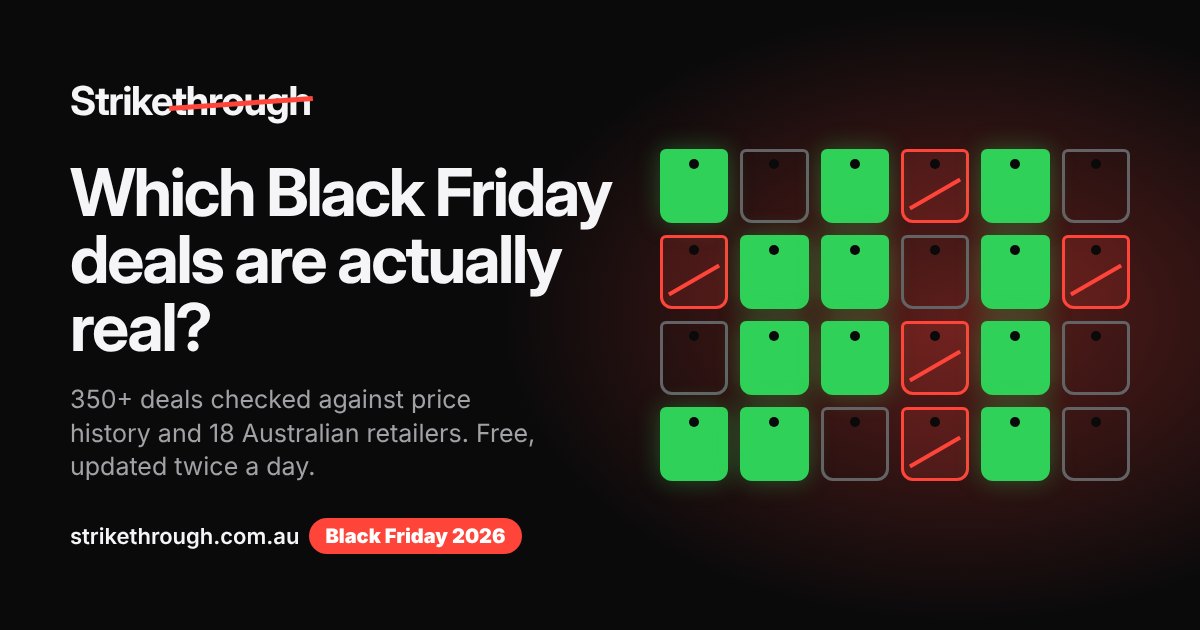 Strikethrough
Which Black Friday
deals are actually
real?
350+ deals checked against price
history and 18 Australian retailers. Free,
updated twice a day.
strikethrough.com.au
Black Friday 2026